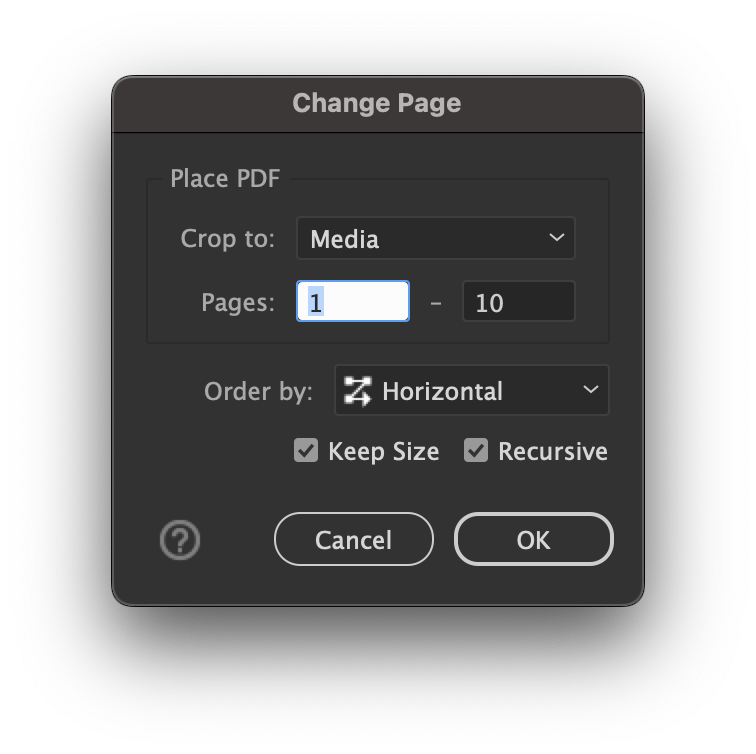 Change Page
Place PDF
Crop to: Media
Pages: 1 - 10
Order by: Horizontal
Keep Size Recursive
? Cancel OK